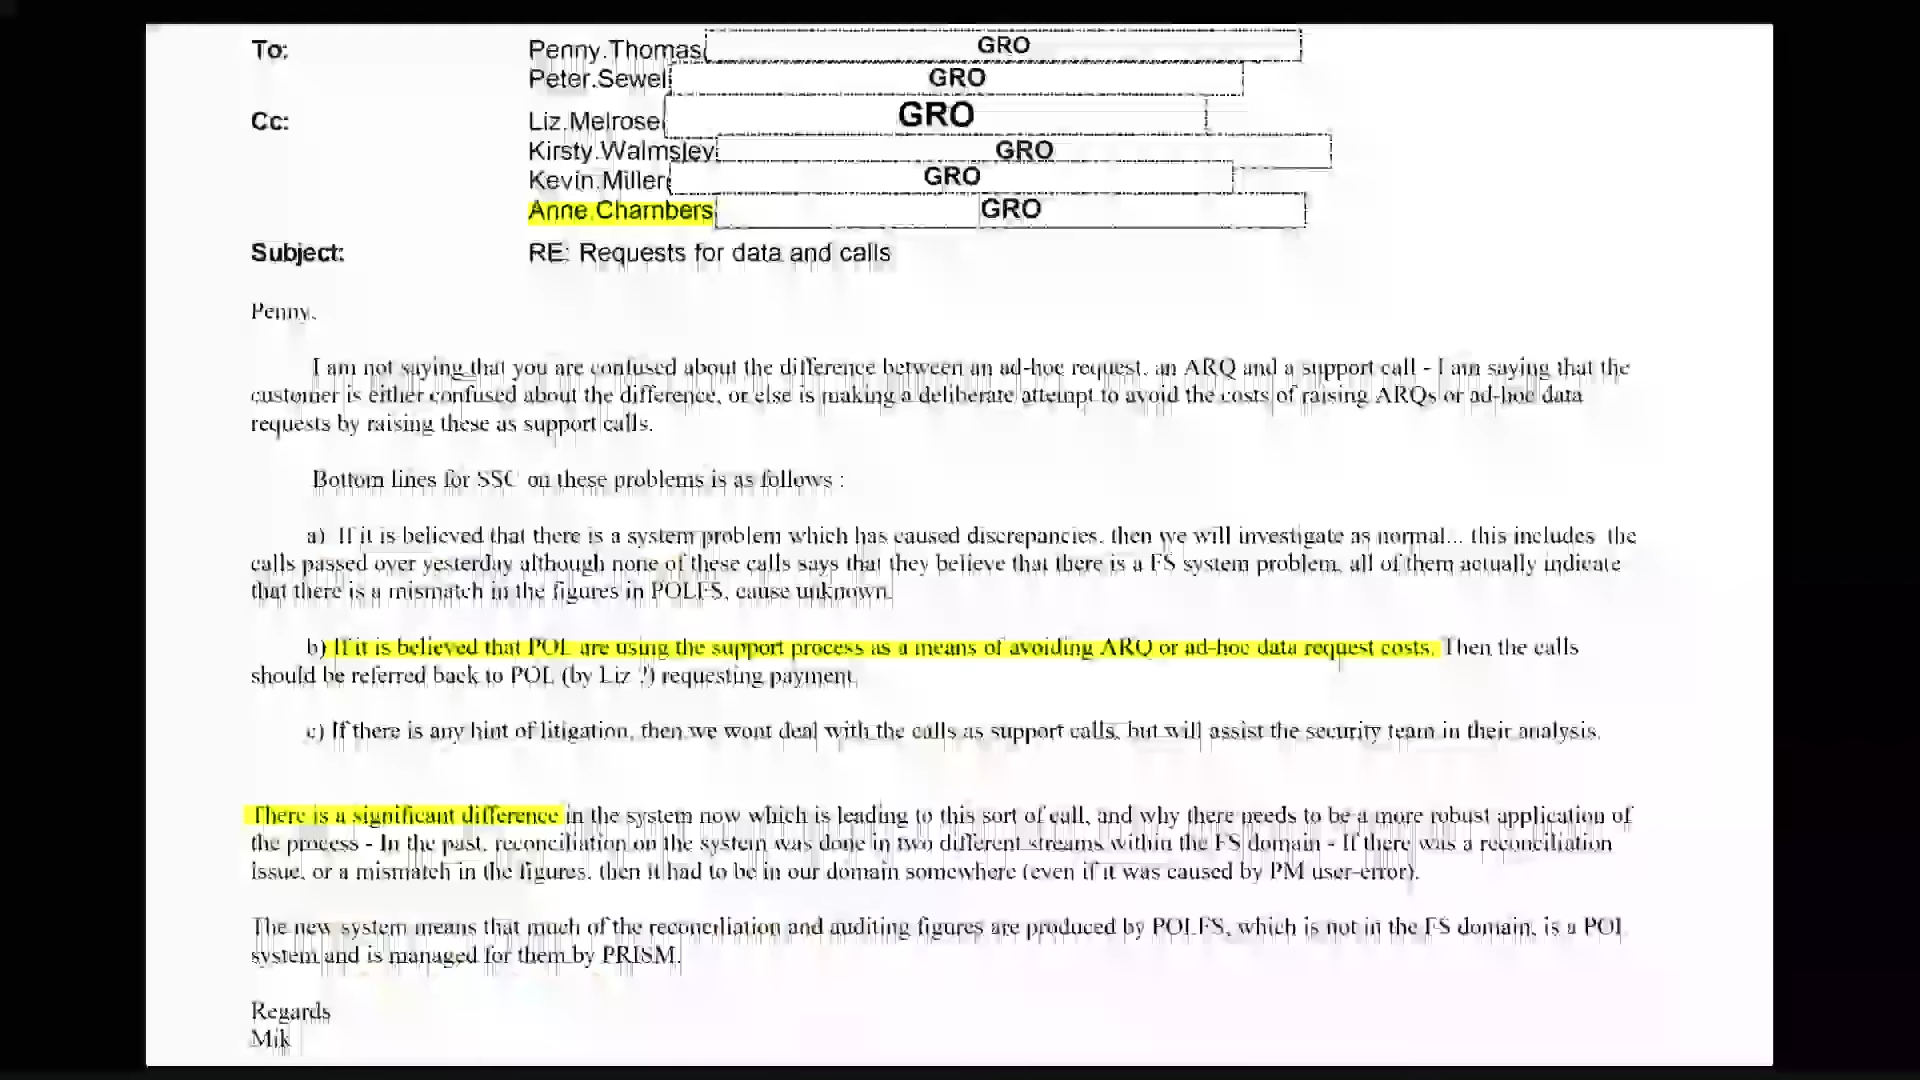 To: Penny.Thomas GRO
Peter.Sewel GRO
Cc: Liz.Melrose GRO
Kirsty.Walmsley GRO
Kevin.Miller GRO
Anne.Chambers GRO
Subject: RE: Requests for data and calls
Penny,
I am not saying that you are confused about the difference between an ad-hoc request, an ARQ and a support call - I am saying that the
customer is either confused about the difference, or else is making a deliberate attempt to avoid the costs of raising ARQs or ad-hoc data
requests by raising these as support calls.
Bottom lines for SSC on these problems is as follows :
a) If it is believed that there is a system problem which has caused discrepancies, then we will investigate as normal... this includes the
calls passed over yesterday although none of these calls says that they believe that there is a FS system problem, all of them actually indicate
that there is a mismatch in the figures in POLFS, cause unknown.
b) If it is believed that POL are using the support process as a means of avoiding ARQ or ad-hoc data request costs. Then the calls
should be referred back to POL (by Liz ?) requesting payment.
c) If there is any hint of litigation, then we wont deal with the calls as support calls, but will assist the security team in their analysis.
There is a significant difference in the system now which is leading to this sort of call, and why there needs to be a more robust application of
the process - In the past, reconciliation on the system was done in two different streams within the FS domain - If there was a reconciliation
issue, or a mismatch in the figures, then it had to be in our domain somewhere (even if it was caused by PM user-error).
The new system means that much of the reconciliation and auditing figures are produced by POLFS, which is not in the FS domain, is a POL
system and is managed for them by PRISM.
Regards
Mik